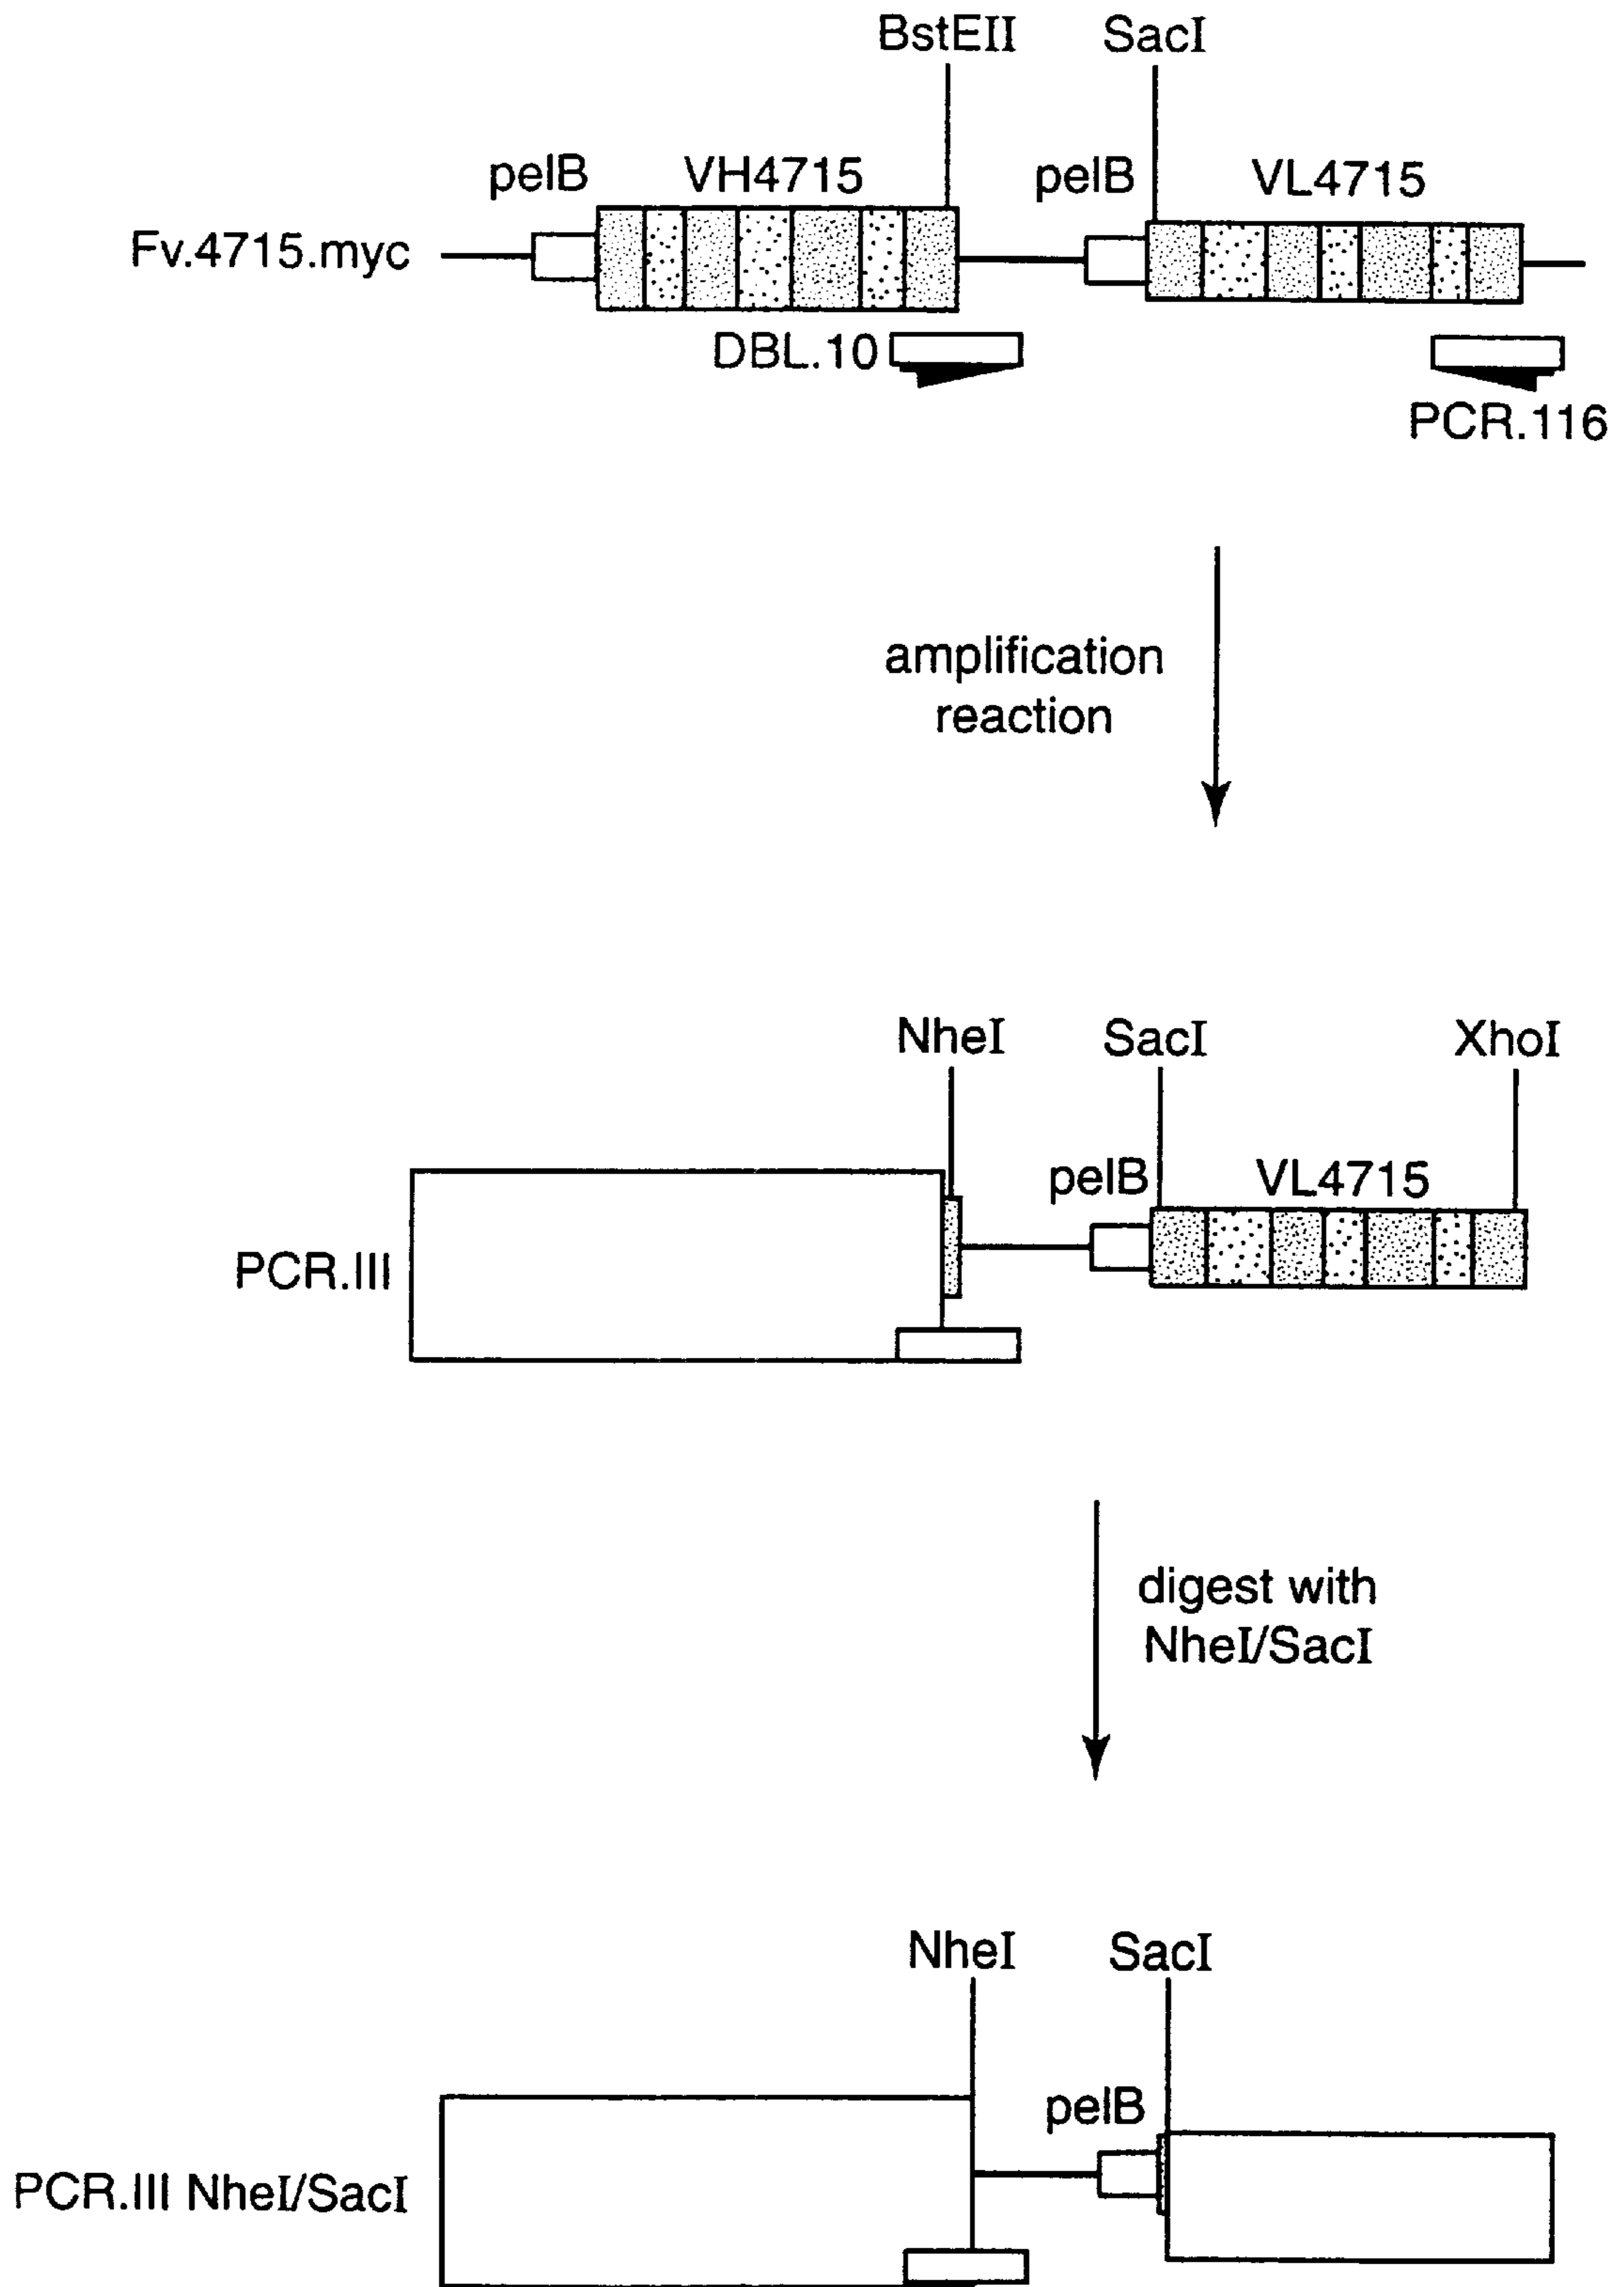 BstEII SacI
pelB VH4715 pelB VL4715
Fv.4715.myc
DBL.10
PCR.116
amplification
reaction
NheI SacI XhoI
pelB VL4715
PCR.III
digest with
NheI/SacI
NheI SacI
pelB
PCR.III NheI/SacI